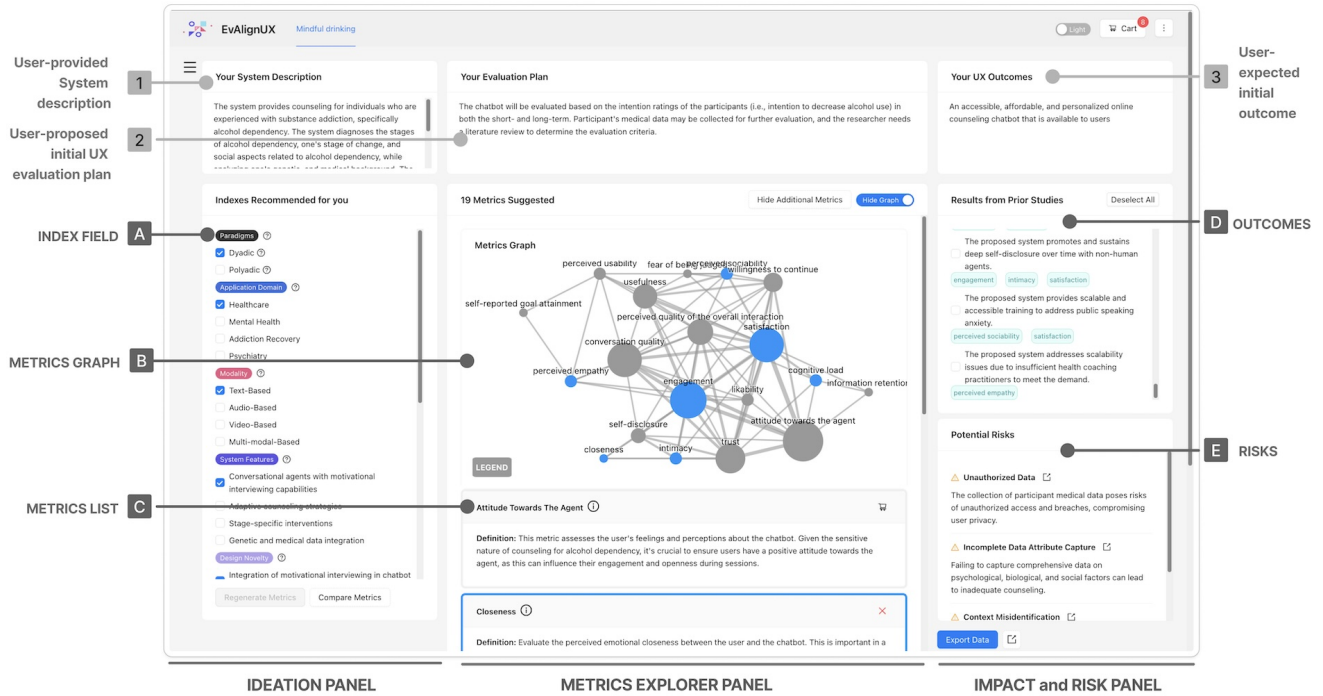 EvAlignUX
Mindful drinking
Light
Cart
8
User-provided
System
description
1
User-proposed
initial UX
evaluation plan
2
3
User-
expected
initial
outcome
Your System Description
The system provides counseling for individuals who are
experienced with substance addiction, specifically
alcohol dependency. The system diagnoses the stages
of alcohol dependency, one's stage of change, and
social aspects related to alcohol dependency, while
analyzing one's genetic, and medical background. The
Your Evaluation Plan
The chatbot will be evaluated based on the intention ratings of the participants (i.e., intention to decrease alcohol use) in
both the short- and long-term. Participant's medical data may be collected for further evaluation, and the researcher needs
a literature review to determine the evaluation criteria.
Your UX Outcomes
An accessible, affordable, and personalized online
counseling chatbot that is available to users
INDEX FIELD
A
METRICS GRAPH
B
METRICS LIST
C
D
OUTCOMES
E
RISKS
Indexes Recommended for you
Paradigms
Dyadic
Polyadic
Application Domain
Healthcare
Mental Health
Addiction Recovery
Psychiatry
Modality
Text-Based
Audio-Based
Video-Based
Multi-modal-Based
System Features
Conversational agents with motivational
interviewing capabilities
Adaptive counseling strategies
Stage-specific interventions
Genetic and medical data integration
Design Novelty
Integration of motivational interviewing in chatbot
Regenerate Metrics
Compare Metrics
19 Metrics Suggested
Hide Additional Metrics
Hide Graph
Metrics Graph
perceived usability
fear of being judged
perceived sociability
willingness to continue
usefulness
self-reported goal attainment
perceived quality of the overall interaction
satisfaction
conversation quality
perceived empathy
cognitive load
engagement
likability
information retention
self-disclosure
attitude towards the agent
closeness
intimacy
trust
LEGEND
Attitude Towards The Agent
Definition: This metric assesses the user's feelings and perceptions about the chatbot. Given the sensitive
nature of counseling for alcohol dependency, it's crucial to ensure users have a positive attitude towards the
agent, as this can influence their engagement and openness during sessions.
Closeness
Definition: Evaluate the perceived emotional closeness between the user and the chatbot. This is important in a
Results from Prior Studies
Deselect All
The proposed system promotes and sustains
deep self-disclosure over time with non-human
agents.
engagement
intimacy
satisfaction
The proposed system provides scalable and
accessible training to address public speaking
anxiety.
perceived sociability
satisfaction
The proposed system addresses scalability
issues due to insufficient health coaching
practitioners to meet the demand.
perceived empathy
Potential Risks
Unauthorized Data
The collection of participant medical data poses risks
of unauthorized access and breaches, compromising
user privacy.
Incomplete Data Attribute Capture
Failing to capture comprehensive data on
psychological, biological, and social factors can lead
to inadequate counseling.
Context Misidentification
Export Data
IDEATION PANEL
METRICS EXPLORER PANEL
IMPACT and RISK PANEL